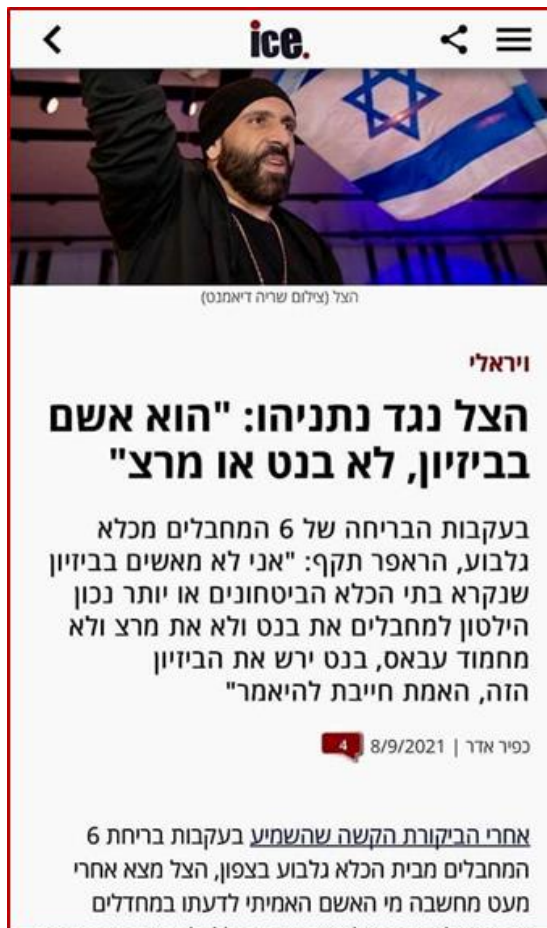 ice.
הצל (צילום שריה דיאמנט)
ויראלי
הצל נגד נתניהו: "הוא אשם
בביזיון, לא בנט או מרצ"
בעקבות הבריחה של 6 המחבלים מכלא
גלבוע, הראפר תקף: "אני לא מאשים בביזיון
שנקרא בתי הכלא הביטחונים או יותר נכון
הילטון למחבלים את בנט ולא את מרצ ולא
מחמוד עבאס, בנט ירש את הביזיון
הזה, האמת חייבת להיאמר"
כפיר אדר | 8/9/2021 4
אחרי הביקורת הקשה שהשמיע בעקבות בריחת 6
המחבלים מבית הכלא גלבוע בצפון, הצל מצא אחרי
מעט מחשבה מי האשם האמיתי לדעתו במחדלים